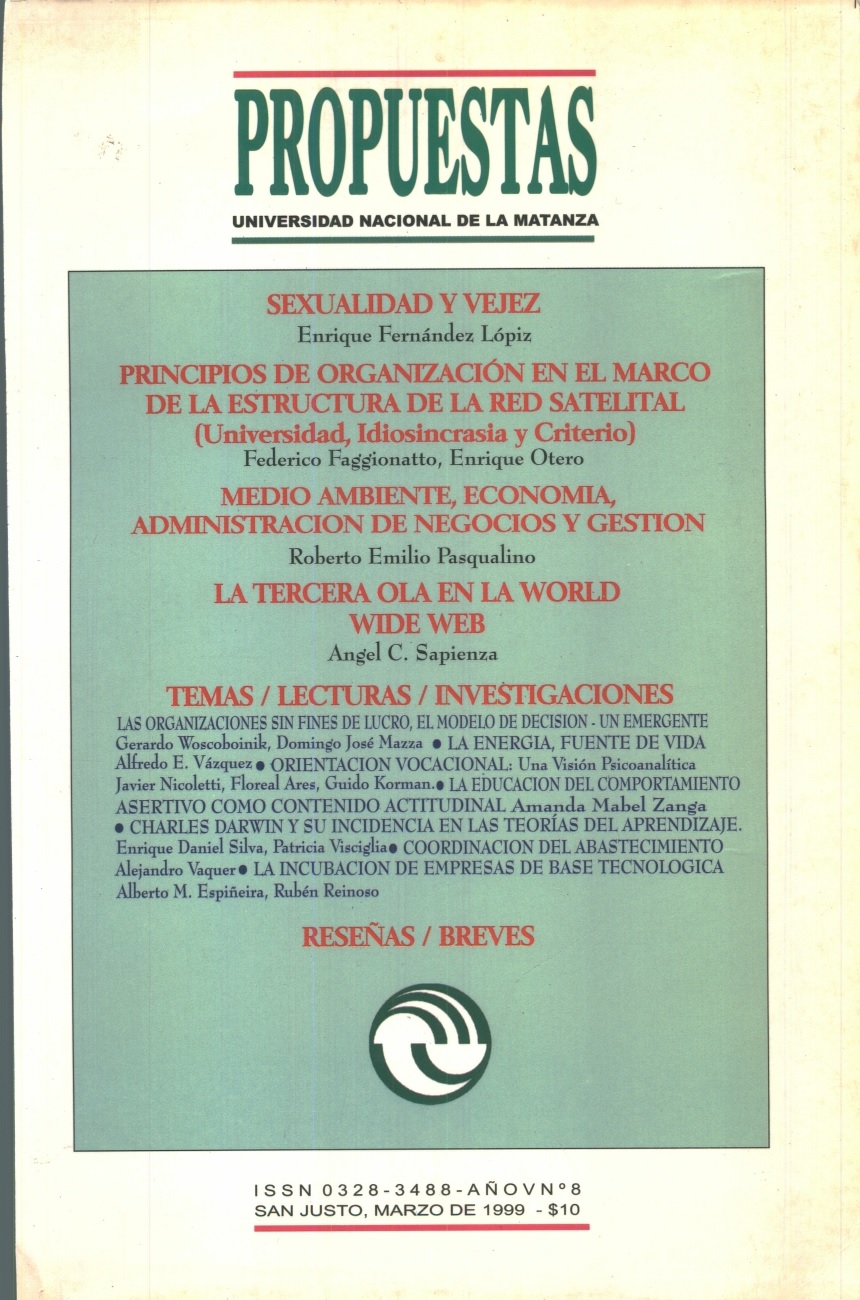 PROPUESTAS
UNIVERSIDAD NACIONAL DE LA MATANZA
SEXUALIDAD Y VEJEZ
Enrique Fernández Lópiz
PRINCIPIOS DE ORGANIZACIÓN EN EL MARCO
DE LA ESTRUCTURA DE LA RED SATELITAL
(Universidad, Idiosincrasia y Criterio)
Federico Faggionatto, Enrique Otero
MEDIO AMBIENTE, ECONOMIA,
ADMINISTRACION DE NEGOCIOS Y GESTION
Roberto Emilio Pasqualino
LA TERCERA OLA EN LA WORLD
WIDE WEB
Angel C. Sapienza
TEMAS / LECTURAS / INVESTIGACIONES
LAS ORGANIZACIONES SIN FINES DE LUCRO, EL MODELO DE DECISION - UN EMERGENTE
Gerardo Woscoboinik, Domingo José Mazza ● LA ENERGIA, FUENTE DE VIDA
Alfredo E. Vázquez ● ORIENTACION VOCACIONAL: Una Visión Psicoanalítica
Javier Nicoletti, Floreal Ares, Guido Korman.● LA EDUCACION DEL COMPORTAMIENTO
ASERTIVO COMO CONTENIDO ACTITUDINAL Amanda Mabel Zanga
● CHARLES DARWIN Y SU INCIDENCIA EN LAS TEORÍAS DEL APRENDIZAJE.
Enrique Daniel Silva, Patricia Visciglia● COORDINACION DEL ABASTECIMIENTO
Alejandro Vaquer● LA INCUBACION DE EMPRESAS DE BASE TECNOLOGICA
Alberto M. Espiñeira, Rubén Reinoso
RESEÑAS / BREVES
ISSN 0328-3488-AÑOVNº8
SAN JUSTO, MARZO DE 1999 - $10